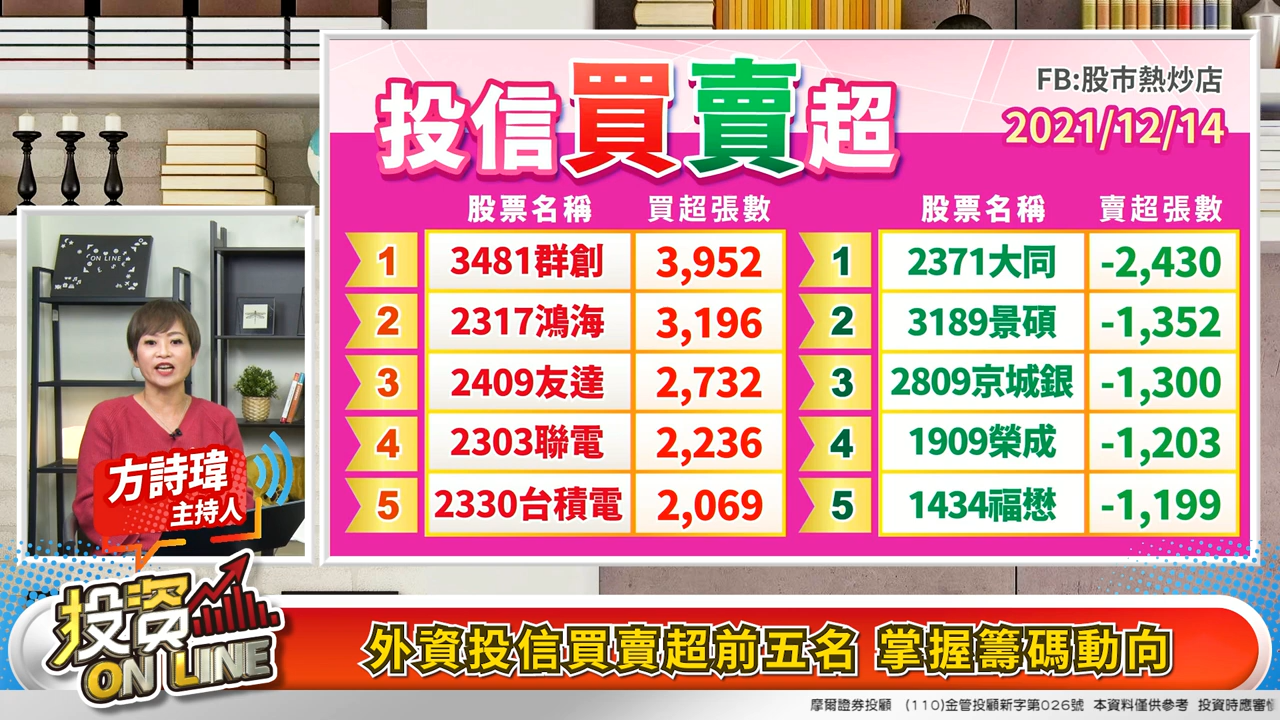 投信買賣超
FB:股市熱炒店
2021/12/14
股票名稱 買超張數 股票名稱 賣超張數
1 3481群創 3,952 1 2371大同 -2,430
2 2317鴻海 3,196 2 3189景碩 -1,352
3 2409友達 2,732 3 2809京城銀 -1,300
4 2303聯電 2,236 4 1909榮成 -1,203
5 2330台積電 2,069 5 1434福懋 -1,199
ON LINE
方詩瑋
主持人
投資
ON LINE
外資投信買賣超前五名 掌握籌碼動向
摩爾證券投顧 (110)金管投顧新字第026號 本資料僅供參考 投資時應審